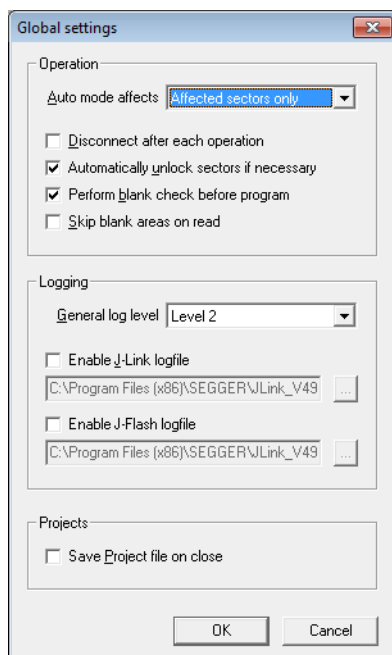 Global settings
Operation
Auto mode affects Affected sectors only
Disconnect after each operation
Automatically unlock sectors if necessary
Perform blank check before program
Skip blank areas on read
Logging
General log level Level 2
Enable J-Link logfile
C:\Program Files (x86)\SEGGER\JLink_V49 ...
Enable J-Flash logfile
C:\Program Files (x86)\SEGGER\JLink_V49 ...
Projects
Save Project file on close
OK Cancel